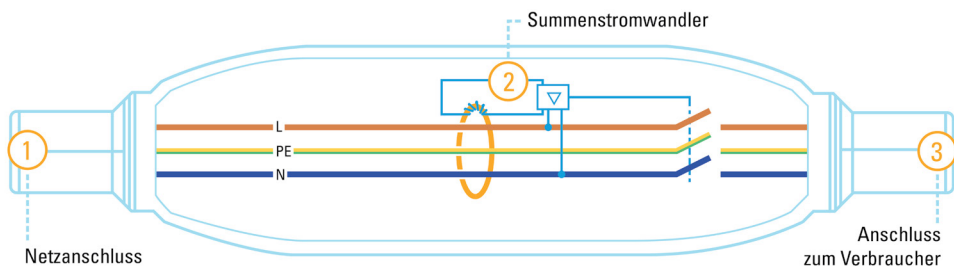 Summenstromwandler
2
L
PE
N
1
3
Netzanschluss
Anschluss
zum Verbraucher